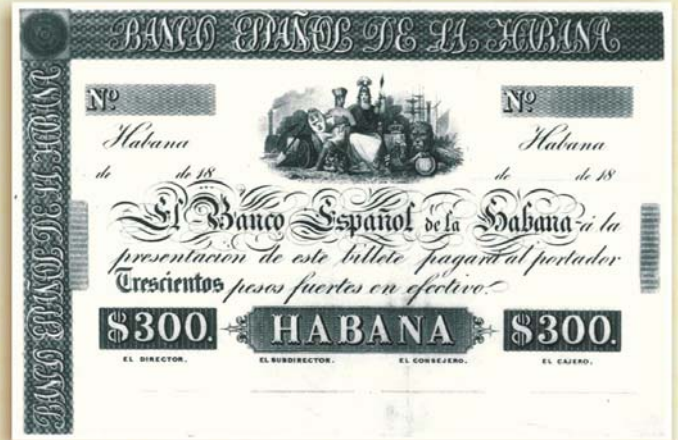 BANCO ESPAÑOL DE LA HABANA
BANCO ESPAÑOL DE LA HABANA
Nº Nº
Habana Habana
de de 18 de de 18
El Banco Español de la Habana á la
presentacion de este billete pagará al portador
Trescientos pesos fuertes en efectivo.
$300. HABANA $300.
EL DIRECTOR. EL SUBDIRECTOR. EL CONSEJERO. EL CAJERO.